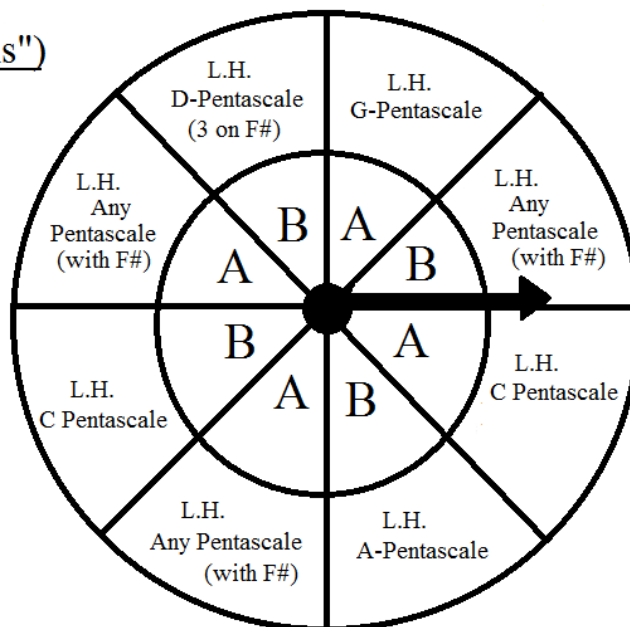 s")
L.H.
D-Pentascale
(3 on F#)
L.H.
G-Pentascale
L.H.
Any
Pentascale
(with F#)
L.H.
Any
Pentascale
(with F#)
B
A
A
B
B
A
A
B
L.H.
C Pentascale
L.H.
C Pentascale
L.H.
Any Pentascale
(with F#)
L.H.
A-Pentascale